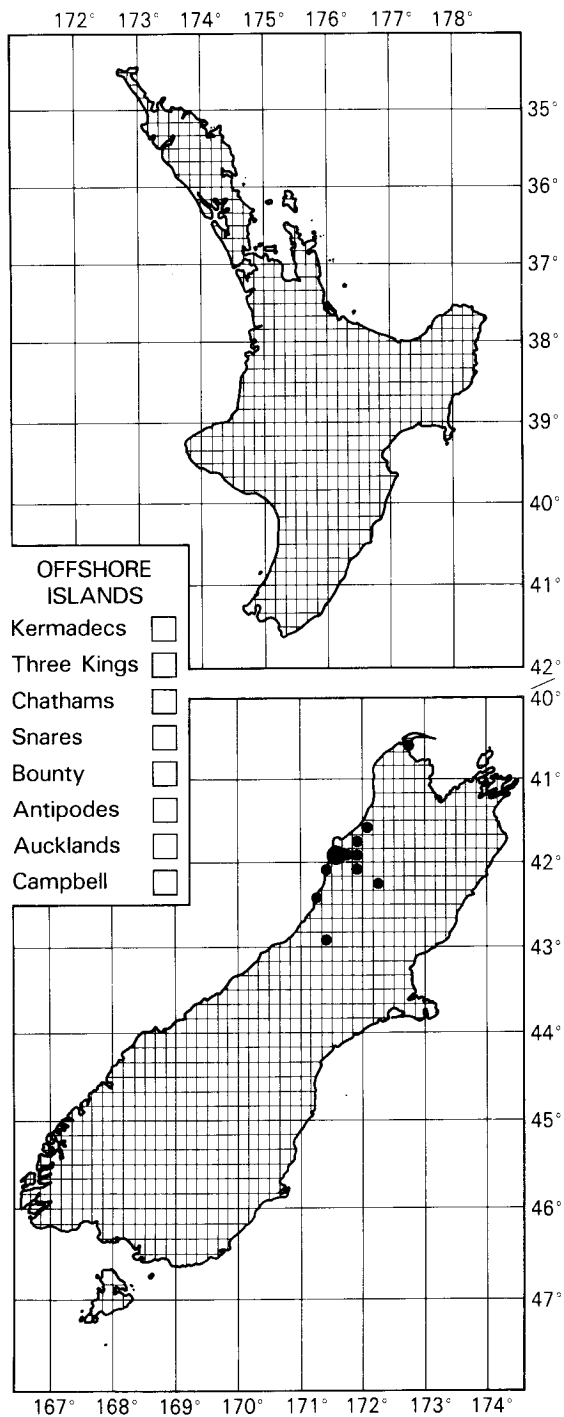 172° 173° 174° 175° 176° 177° 178°
35°
36°
37°
38°
39°
40°
41°
42°
OFFSHORE
ISLANDS
Kermadecs
Three Kings
Chathams
Snares
Bounty
Antipodes
Aucklands
Campbell
40°
41°
42°
43°
44°
45°
46°
47°
167° 168° 169° 170° 171° 172° 173° 174°